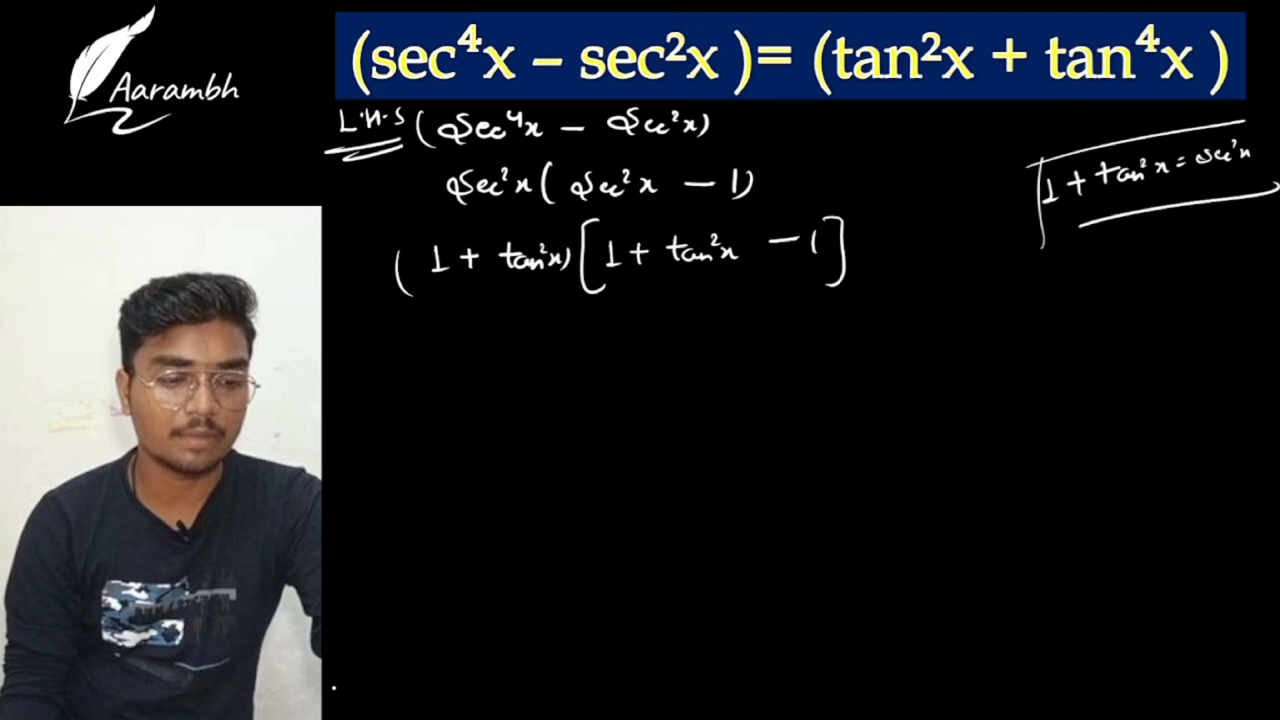 Aarambh
(sec⁴x – sec²x )= (tan²x + tan⁴x )
L.H.S (Sec⁴x – Sec²x)
Sec²x( Sec²x – 1)
(1 + tan²x) [1 + tan²x – 1]
1 + tan²x = sec²x